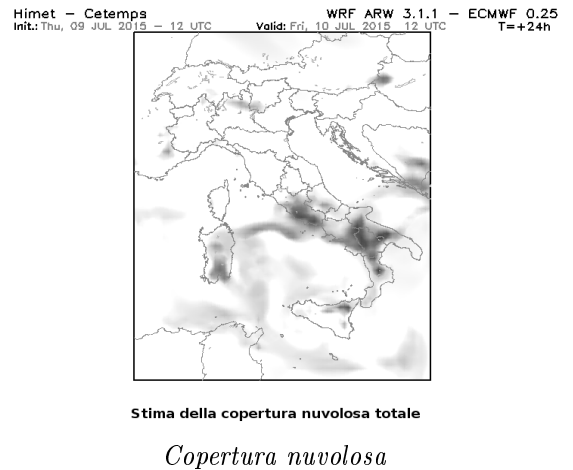 Himet – Cetemps WRF ARW 3.1.1 – ECMWF 0.25
Init.: Thu, 09 JUL 2015 – 12 UTC Valid: Fri, 10 JUL 2015 12 UTC T=+24h
Stima della copertura nuvolosa totale
Copertura nuvolosa